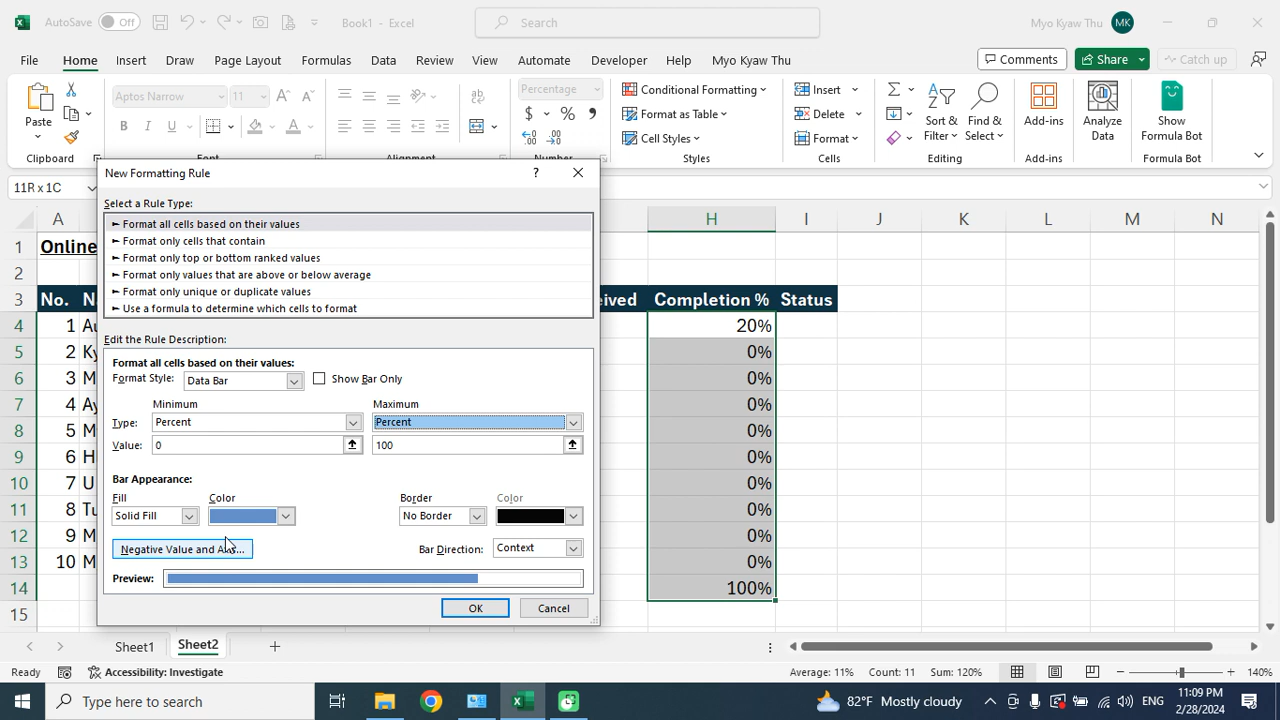 AutoSave Off Book1 - Excel Search Myo Kyaw Thu MK
File Home Insert Draw Page Layout Formulas Data Review View Automate Developer Help Myo Kyaw Thu Comments Share Catch up
Paste Aptos Narrow 11 B I U Percentage $ % 9 Conditional Formatting Format as Table Cell Styles Insert Delete Format Sort & Filter Find & Select Add-ins Analyze Data Show Formula Bot
Clipboard Font Alignment Number Styles Cells Editing Add-ins Formula Bot
11R x 1C
New Formatting Rule ?
Select a Rule Type:
► Format all cells based on their values
► Format only cells that contain
► Format only top or bottom ranked values
► Format only values that are above or below average
► Format only unique or duplicate values
► Use a formula to determine which cells to format
Edit the Rule Description:
Format all cells based on their values:
Format Style: Data Bar Show Bar Only
Minimum Maximum
Type: Percent Percent
Value: 0 100
Bar Appearance:
Fill Color Border Color
Solid Fill No Border
Negative Value and Axis... Bar Direction: Context
Preview:
OK Cancel
A H I J K L M N
1 Online
2
3 No. Completion % Status
4 1 20%
5 2 0%
6 3 0%
7 4 0%
8 5 0%
9 6 0%
10 7 0%
11 8 0%
12 9 0%
13 10 0%
14 100%
15
Sheet1 Sheet2
Ready Accessibility: Investigate Average: 11% Count: 11 Sum: 120% 140%
Type here to search 82°F Mostly cloudy ENG 11:09 PM
2/28/2024